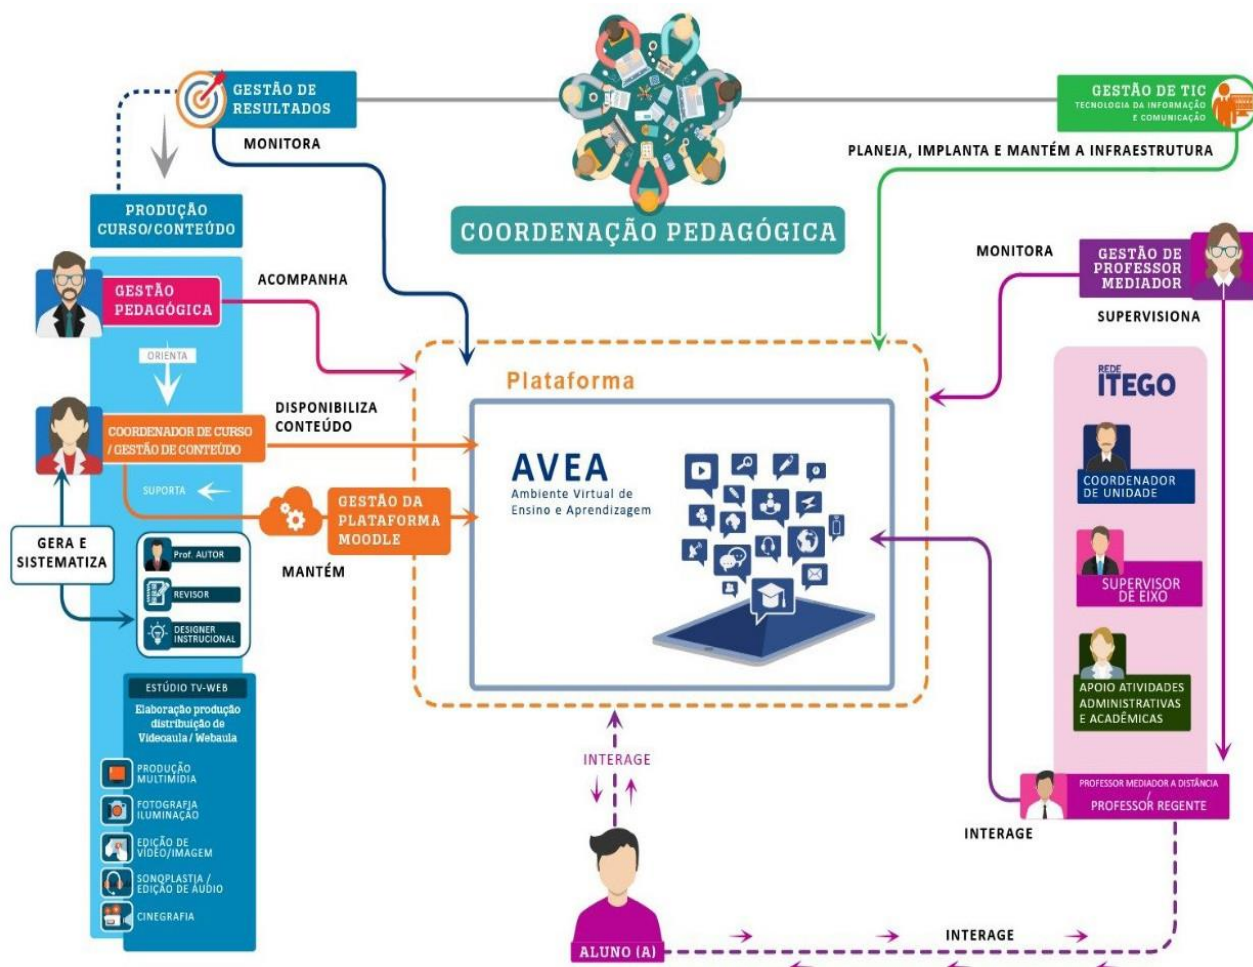 GESTÃO DE
RESULTADOS
MONITORA
GESTÃO DE TIC
TECNOLOGIA DA INFORMAÇÃO
E COMUNICAÇÃO
PLANEJA, IMPLANTA E MANTÉM A INFRAESTRUTURA
COORDENAÇÃO PEDAGÓGICA
PRODUÇÃO
CURSO/CONTEÚDO
GESTÃO
PEDAGÓGICA
ACOMPANHA
MONITORA
GESTÃO DE
PROFESSOR
MEDIADOR
SUPERVISIONA
ORIENTA
COORDENADOR DE CURSO
/ GESTÃO DE CONTEÚDO
DISPONIBILIZA
CONTEÚDO
SUPORTA
GESTÃO DA
PLATAFORMA
MOODLE
MANTÉM
GERA E
SISTEMATIZA
Prof. AUTOR
REVISOR
DESIGNER
INSTRUCIONAL
ESTÚDIO TV-WEB
Elaboração produção
distribuição de
Videoaula / Webaula
PRODUÇÃO
MULTIMÍDIA
FOTOGRAFIA
ILUMINAÇÃO
EDIÇÃO DE
VÍDEO/IMAGEM
SONOPLASTIA /
EDIÇÃO DE ÁUDIO
CINEGRAFIA
Plataforma
AVEA
Ambiente Virtual de
Ensino e Aprendizagem
REDE
ITEGO
COORDENADOR
DE UNIDADE
SUPERVISOR
DE EIXO
APOIO ATIVIDADES
ADMINISTRATIVAS
E ACADÊMICAS
PROFESSOR MEDIADOR A DISTÂNCIA
/
PROFESSOR REGENTE
INTERAGE
INTERAGE
ALUNO (A)
INTERAGE